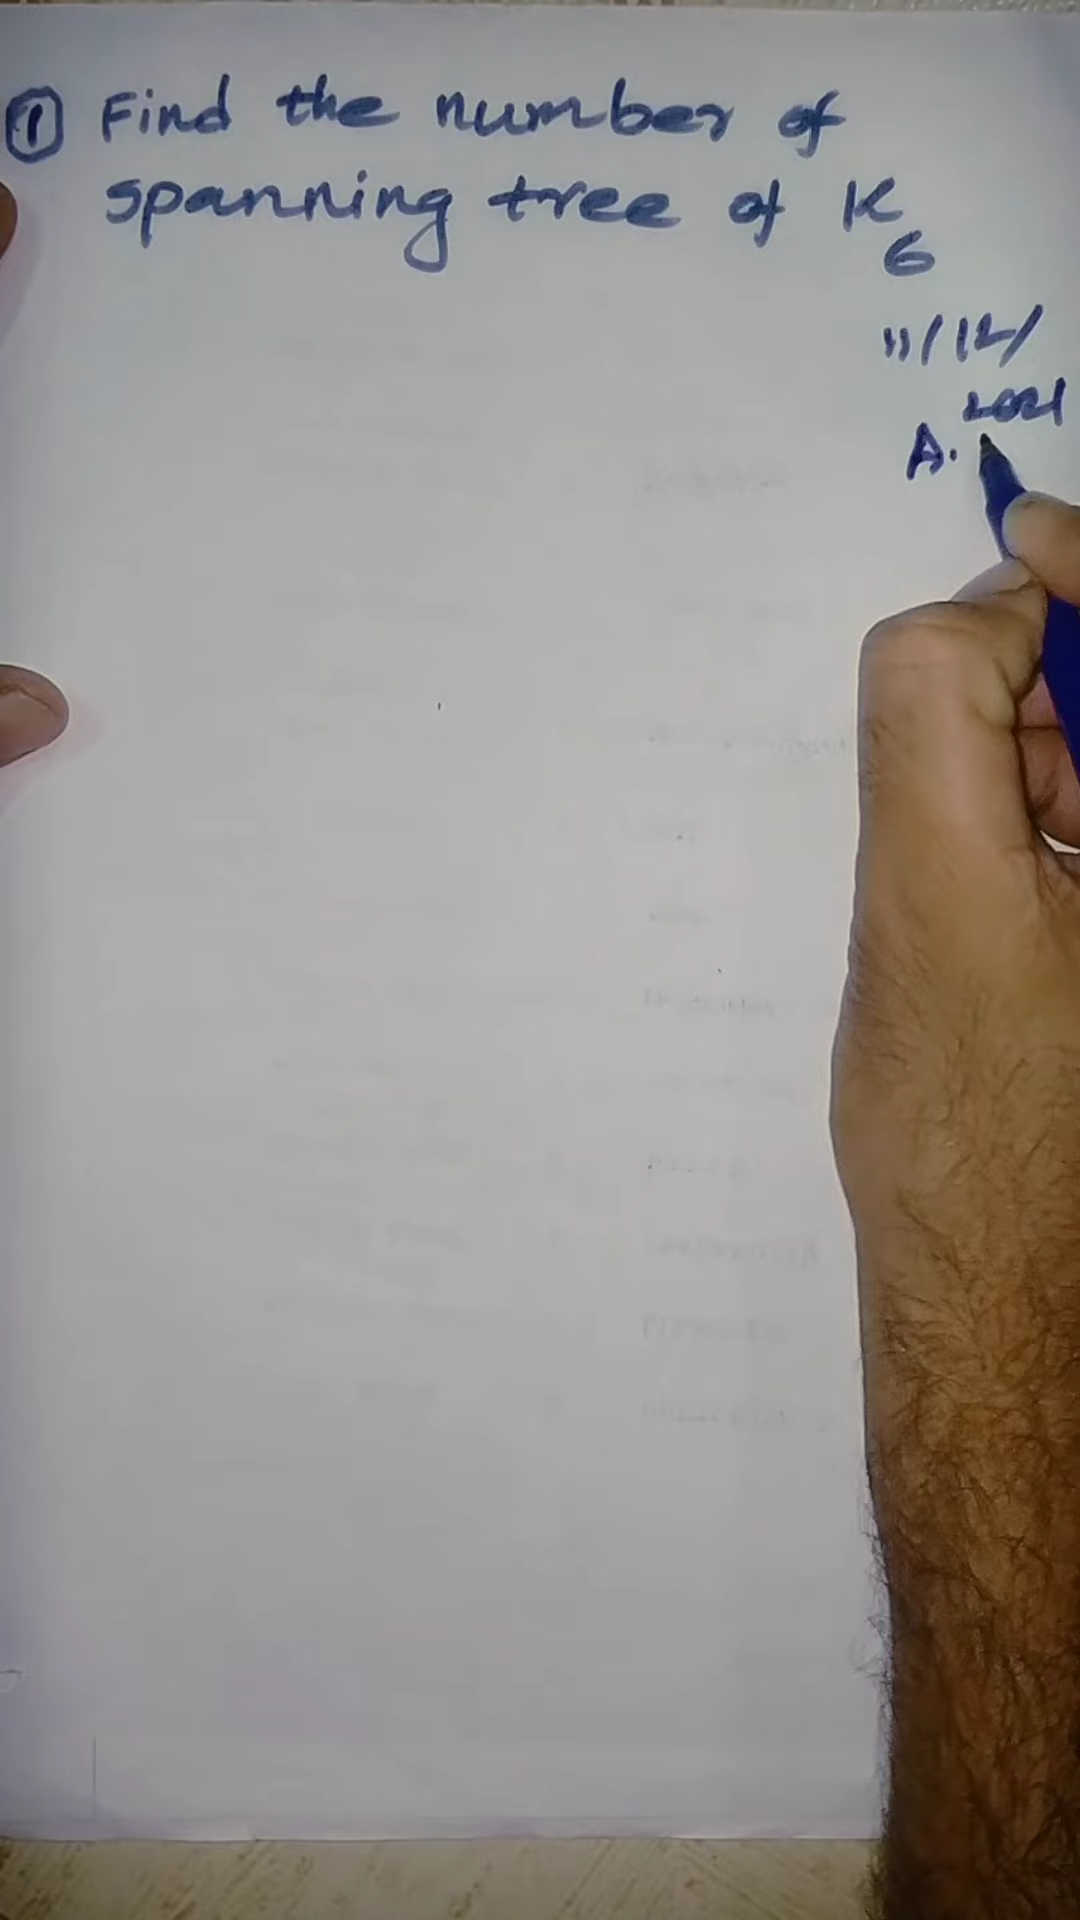 ① Find the number of
spanning tree of K₆
11/12/
2021
A.